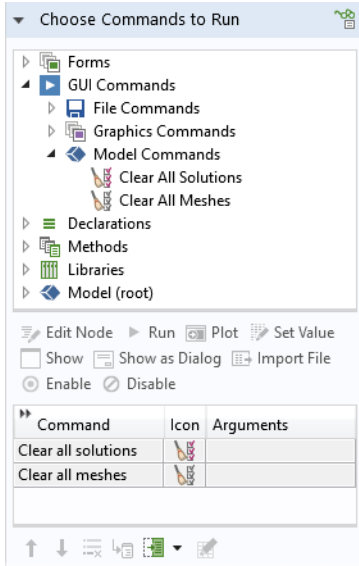 Choose Commands to Run
Forms
GUI Commands
File Commands
Graphics Commands
Model Commands
Clear All Solutions
Clear All Meshes
Declarations
Methods
Libraries
Model (root)
Edit Node Run Plot Set Value
Show Show as Dialog Import File
Enable Disable
Command Icon Arguments
Clear all solutions
Clear all meshes